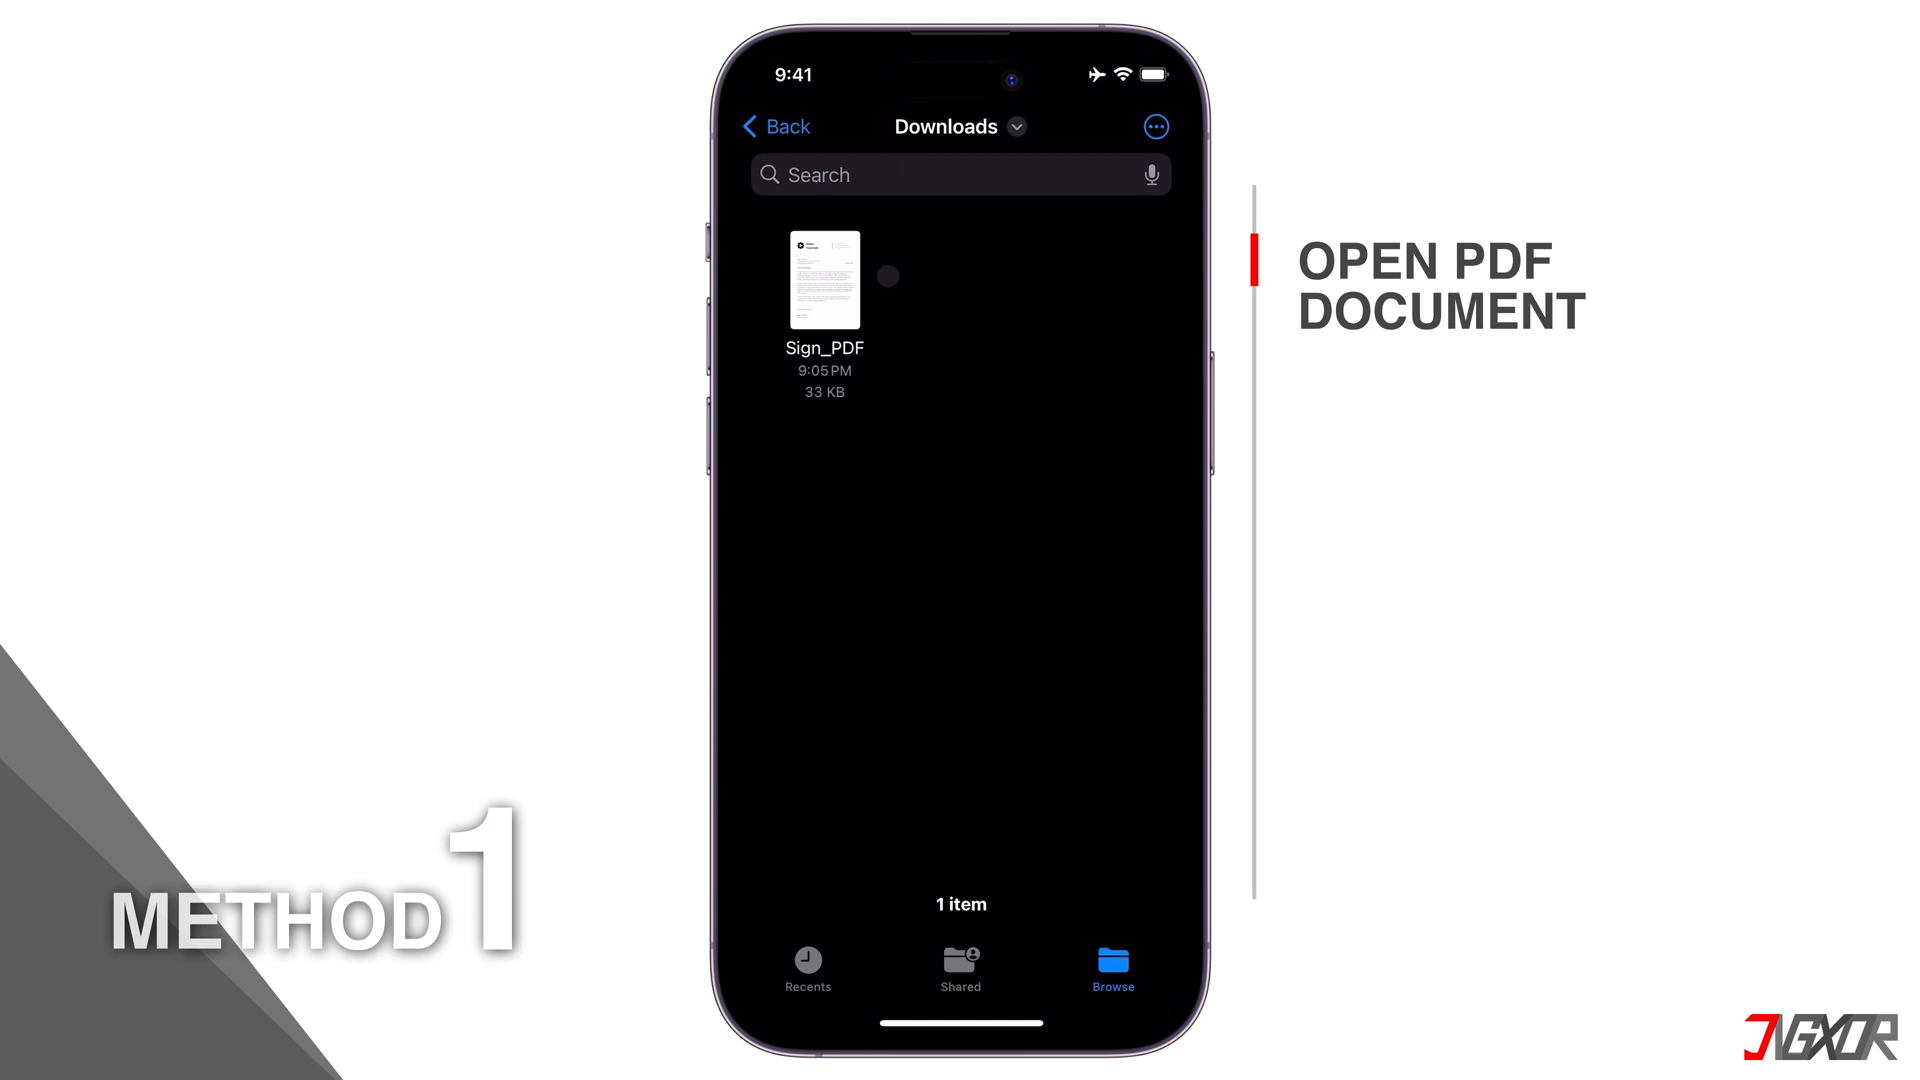 9:41
Back
Downloads
Search
Sign_PDF
9:05 PM
33 KB
1 item
Recents
Shared
Browse
OPEN PDF
DOCUMENT
METHOD 1
JVGXOR